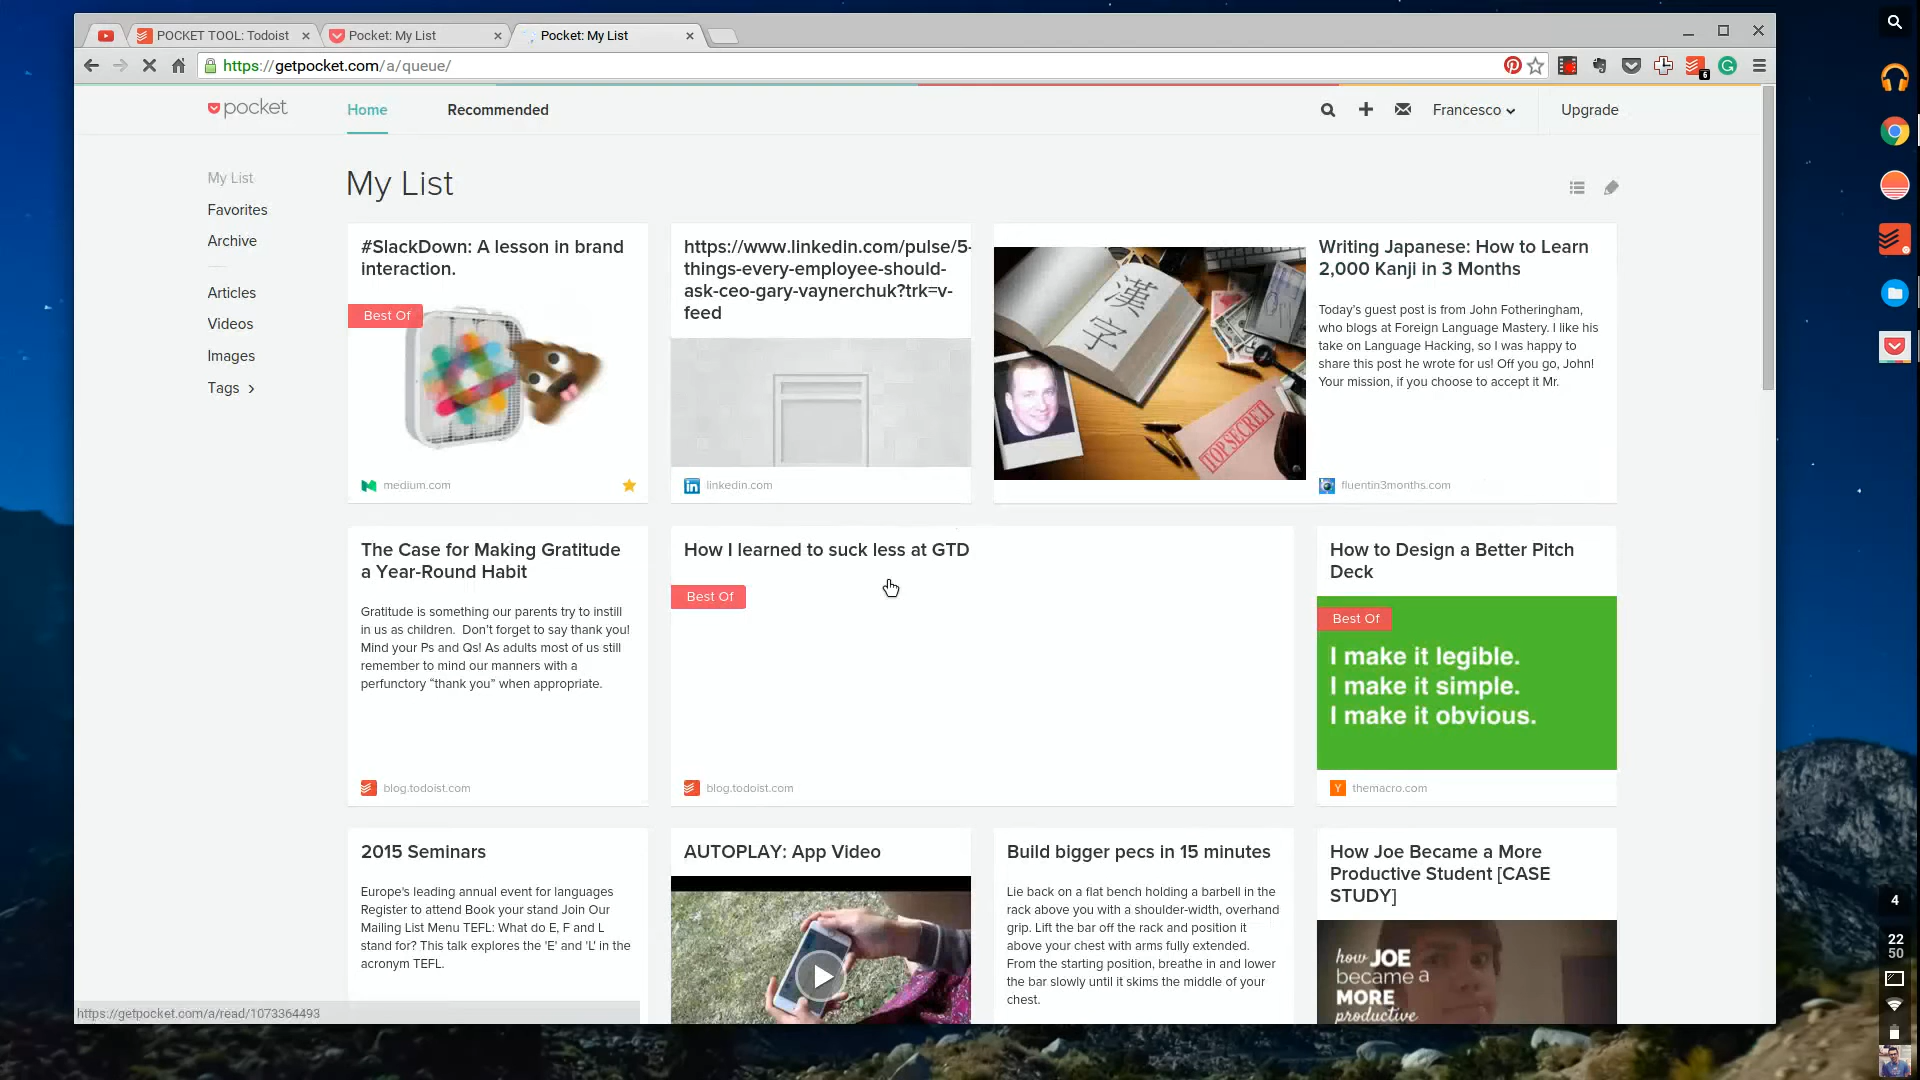 POCKET TOOL: Todoist
Pocket: My List
Pocket: My List
https://getpocket.com/a/queue/
6
pocket
Home
Recommended
Francesco
Upgrade
My List
Favorites
Archive
Articles
Videos
Images
Tags
My List
#SlackDown: A lesson in brand
interaction.
Best Of
medium.com
https://www.linkedin.com/pulse/5-
things-every-employee-should-
ask-ceo-gary-vaynerchuk?trk=v-
feed
linkedin.com
漢
字
TOP SECRET
Writing Japanese: How to Learn
2,000 Kanji in 3 Months
Today's guest post is from John Fotheringham,
who blogs at Foreign Language Mastery. I like his
take on Language Hacking, so I was happy to
share this post he wrote for us! Off you go, John!
Your mission, if you choose to accept it Mr.
fluentin3months.com
The Case for Making Gratitude
a Year-Round Habit
Gratitude is something our parents try to instill
in us as children.  Don't forget to say thank you!
Mind your Ps and Qs! As adults most of us still
remember to mind our manners with a
perfunctory “thank you” when appropriate.
blog.todoist.com
How I learned to suck less at GTD
Best Of
blog.todoist.com
How to Design a Better Pitch
Deck
Best Of
I make it legible.
I make it simple.
I make it obvious.
Y
themacro.com
2015 Seminars
Europe's leading annual event for languages
Register to attend Book your stand Join Our
Mailing List Menu TEFL: What do E, F and L
stand for? This talk explores the 'E' and 'L' in the
acronym TEFL.
AUTOPLAY: App Video
Build bigger pecs in 15 minutes
Lie back on a flat bench holding a barbell in the
rack above you with a shoulder-width, overhand
grip. Lift the bar off the rack and position it
above your chest with arms fully extended.
From the starting position, breathe in and lower
the bar slowly until it skims the middle of your
chest.
How Joe Became a More
Productive Student [CASE
STUDY]
how JOE
became a
MORE
productive
https://getpocket.com/a/read/1073364493
4
22
50